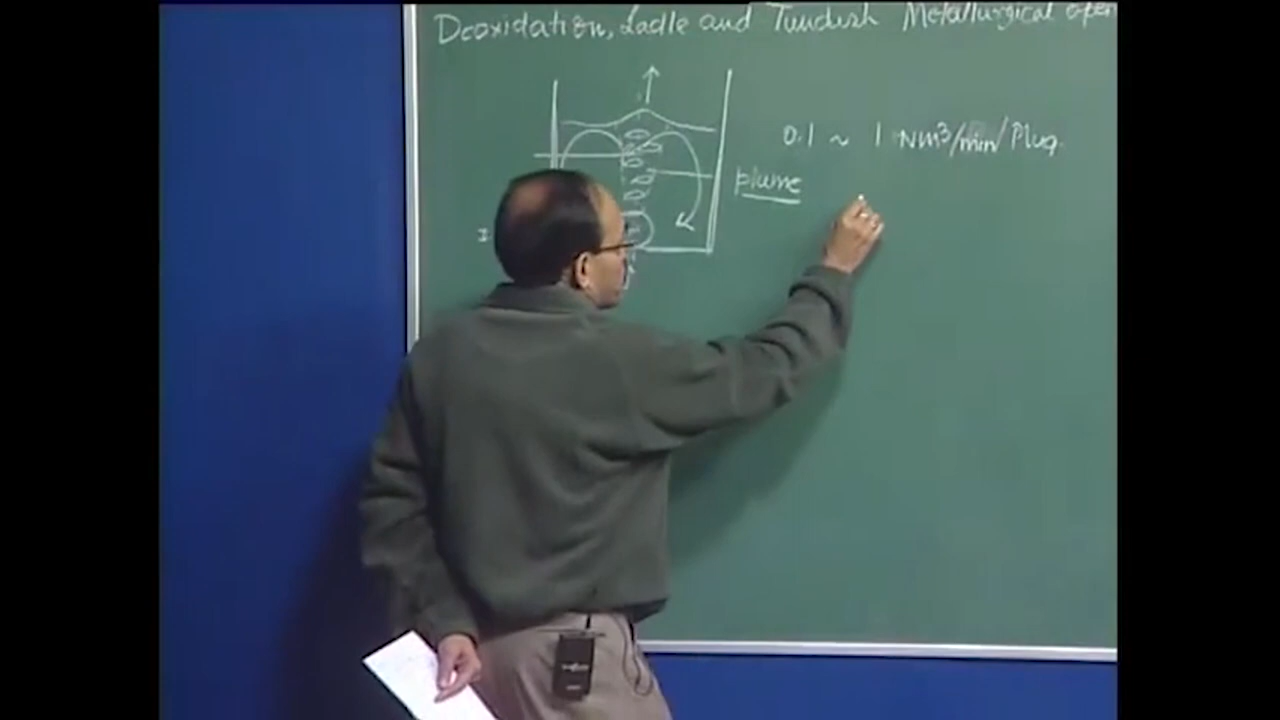 Deoxidation, Ladle and Tundish Metallurgical oper
0.1 ~ 1 Nm³/min/Plug
plume
I